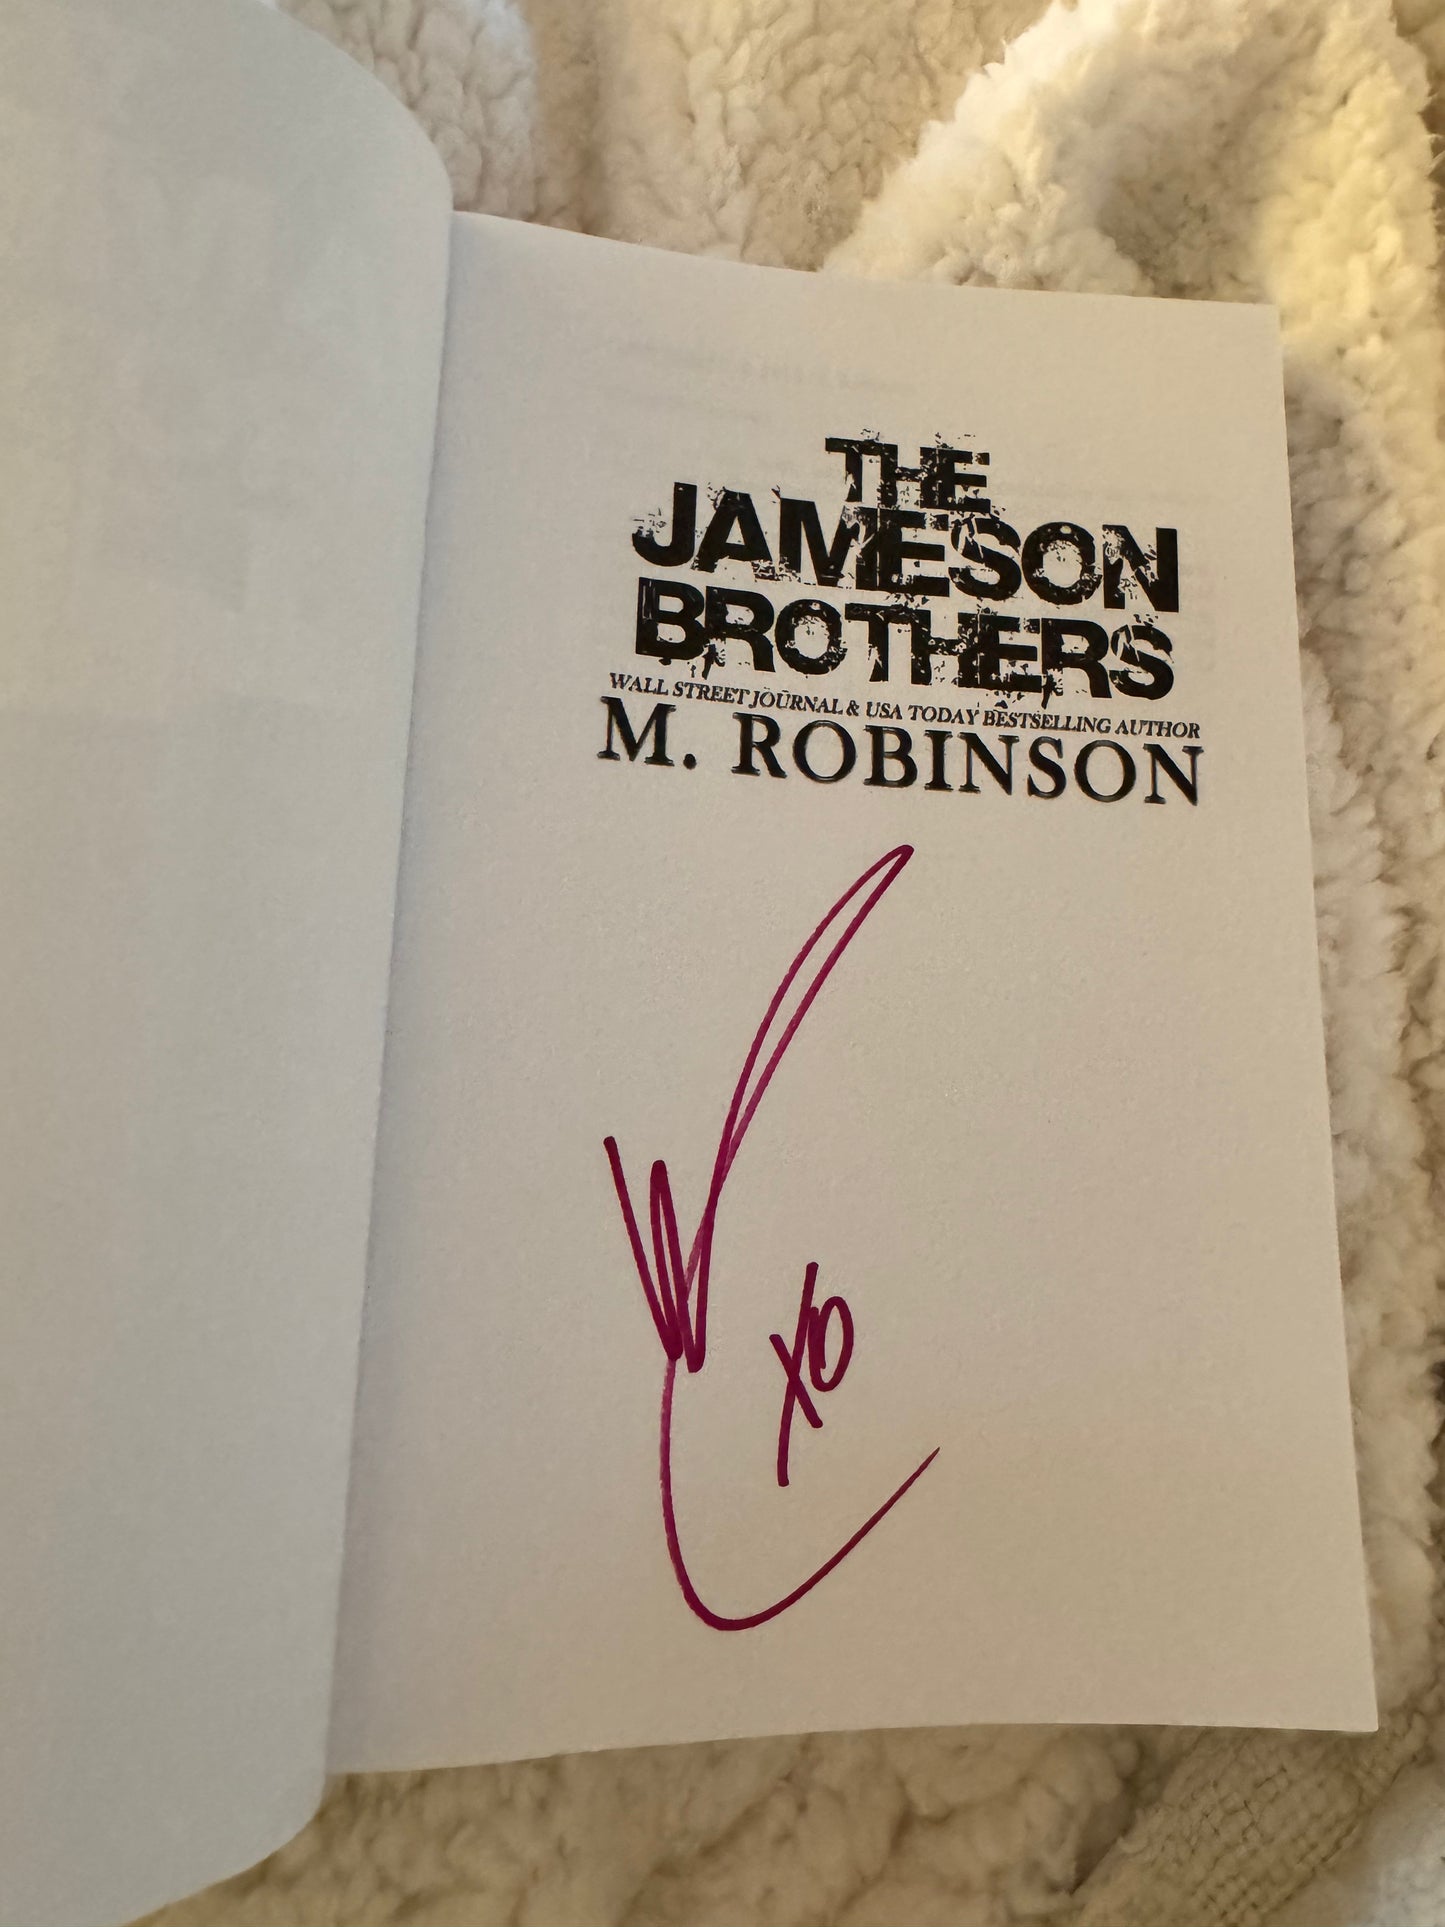 THE
JAMESON
BROTHERS
WALL STREET JOURNAL & USA TODAY BESTSELLING AUTHOR
M. ROBINSON
XO